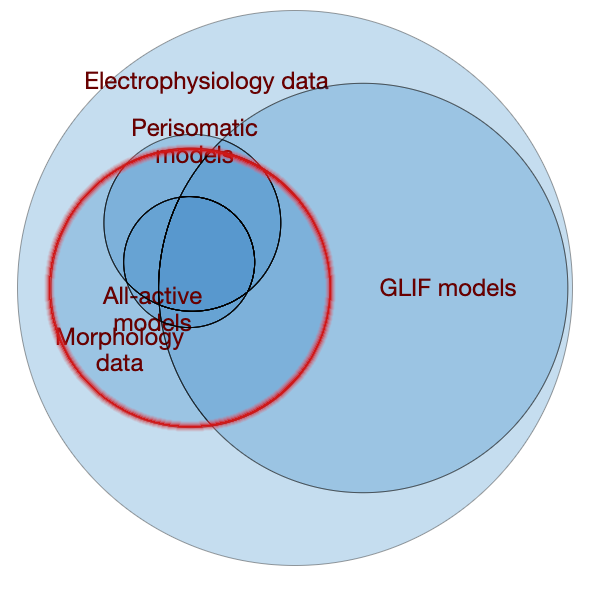 Electrophysiology data
Perisomatic
models
GLIF models
All-active
models
Morphology
data